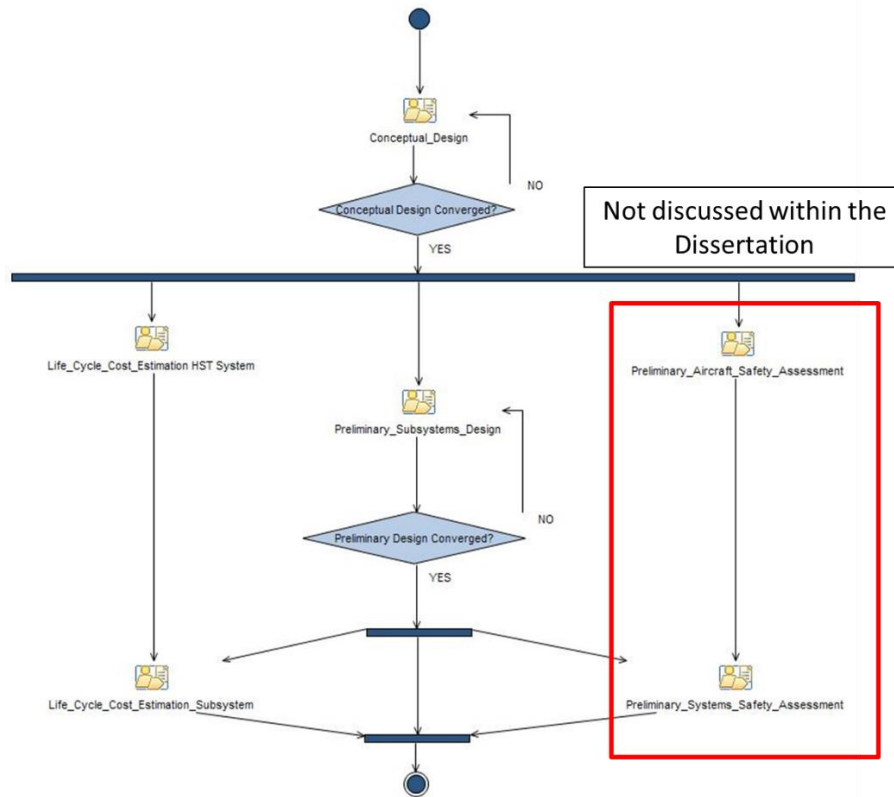 Conceptual_Design
NO
Conceptual Design Converged?
Not discussed within the
Dissertation
YES
Life_Cycle_Cost_Estimation HST System
Preliminary_Aircraft_Safety_Assessment
Preliminary_Subsystems_Design
NO
Preliminary Design Converged?
YES
Life_Cycle_Cost_Estimation_Subsystem
Preliminary_Systems_Safety_Assessment